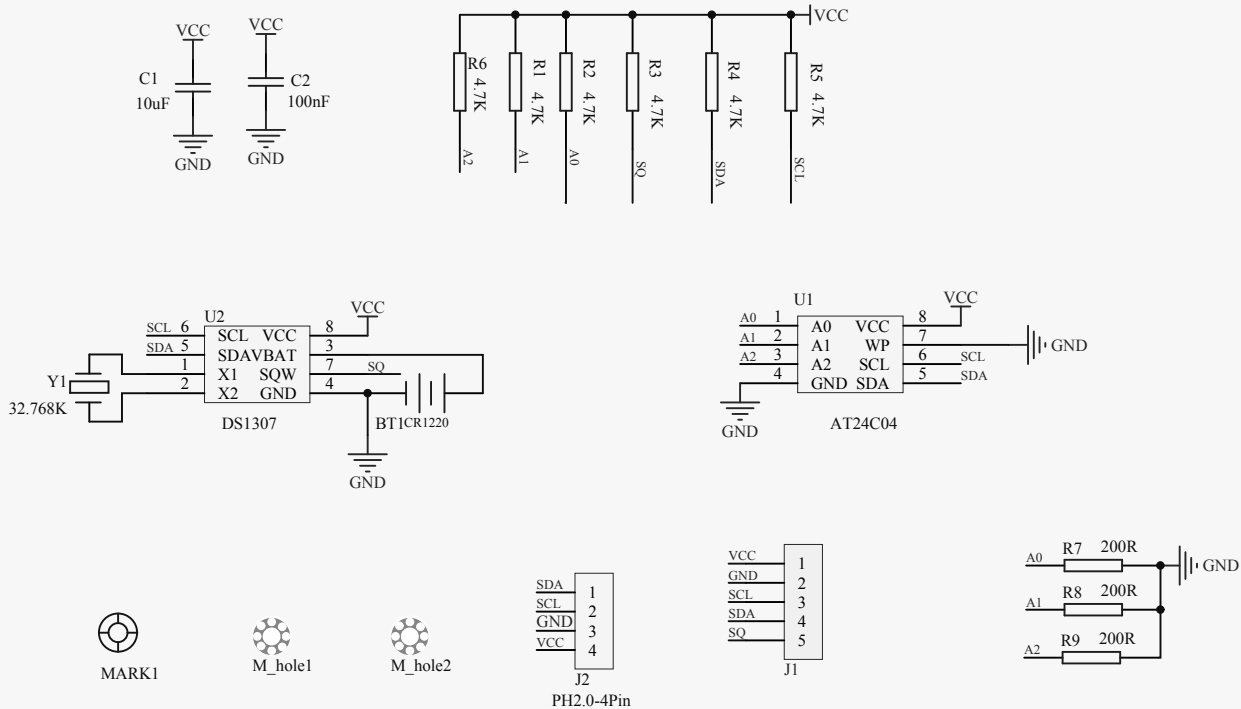 VCC
VCC
C1
10uF
C2
100nF
GND
GND
VCC
R6
4.7K
R1
4.7K
R2
4.7K
R3
4.7K
R4
4.7K
R5
4.7K
A2
A1
A0
SQ
SDA
SCL
U2
VCC
SCL 6 SCL VCC 8
SDA 5 SDA VBAT 3
1 X1 SQW 7 SQ
2 X2 GND 4
Y1
32.768K
DS1307
BT1 CR1220
GND
U1
VCC
A0 1 A0 VCC 8
A1 2 A1 WP 7 GND
A2 3 A2 SCL 6 SCL
4 GND SDA 5 SDA
GND
AT24C04
MARK1
M_hole1
M_hole2
SDA 1
SCL 2
GND 3
VCC 4
J2
PH2.0-4Pin
VCC 1
GND 2
SCL 3
SDA 4
SQ 5
J1
A0 R7 200R GND
A1 R8 200R
A2 R9 200R